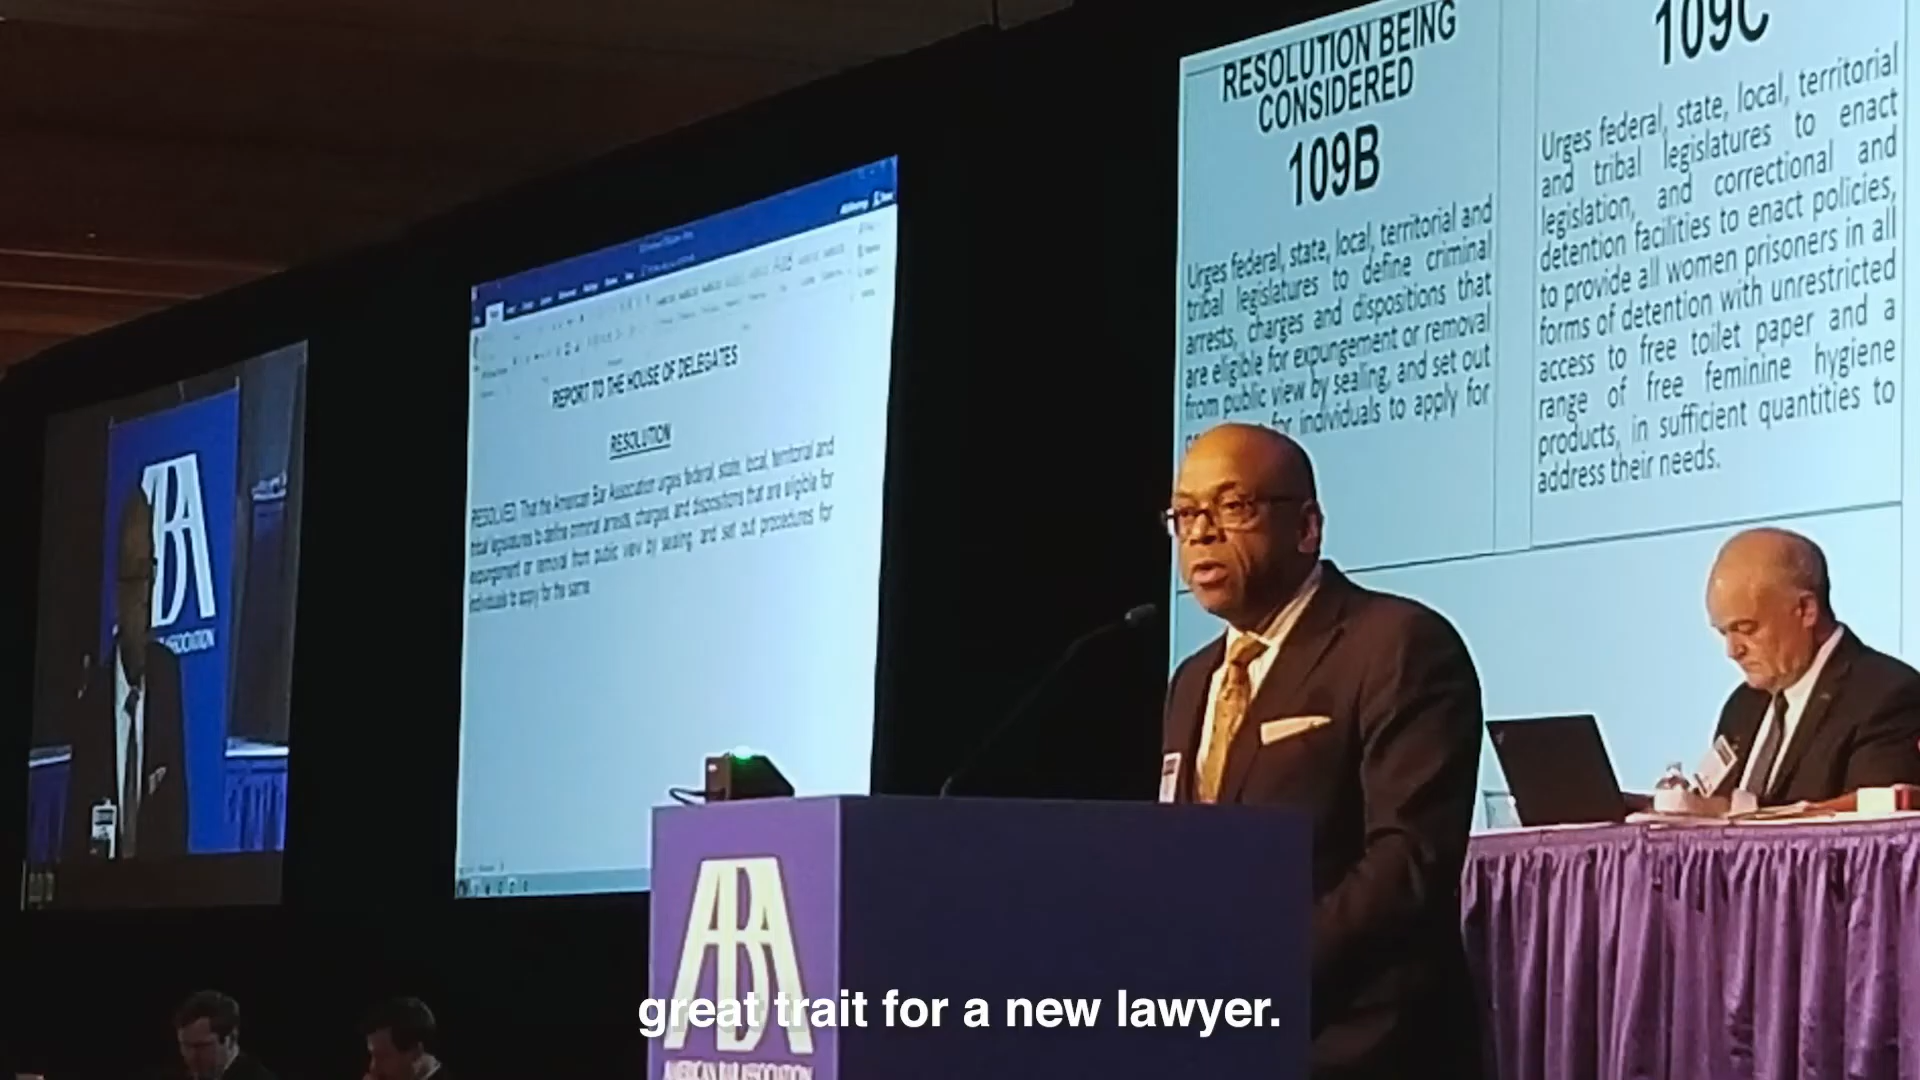 ABA
ASSOCIATION
REPORT TO THE HOUSE OF DELEGATES
RESOLUTION
RESOLVED, That the American Bar Association urges federal, state, local, territorial and
tribal legislatures to define criminal arrests, charges, and dispositions that are eligible for
expungement or removal from public view by sealing, and set out procedures for
individuals to apply for the same
RESOLUTION BEING
CONSIDERED
109B
Urges federal, state, local, territorial and
tribal legislatures to define criminal
arrests, charges and dispositions that
are eligible for expungement or removal
from public view by sealing, and set out
for individuals to apply for
109C
Urges federal, state, local, territorial
and tribal legislatures to enact
legislation, and correctional and
detention facilities to enact policies,
to provide all women prisoners in all
forms of detention with unrestricted
access to free toilet paper and a
range of free feminine hygiene
products, in sufficient quantities to
address their needs.
ABA
AMERICAN BAR ASSOCIATION
great trait for a new lawyer.